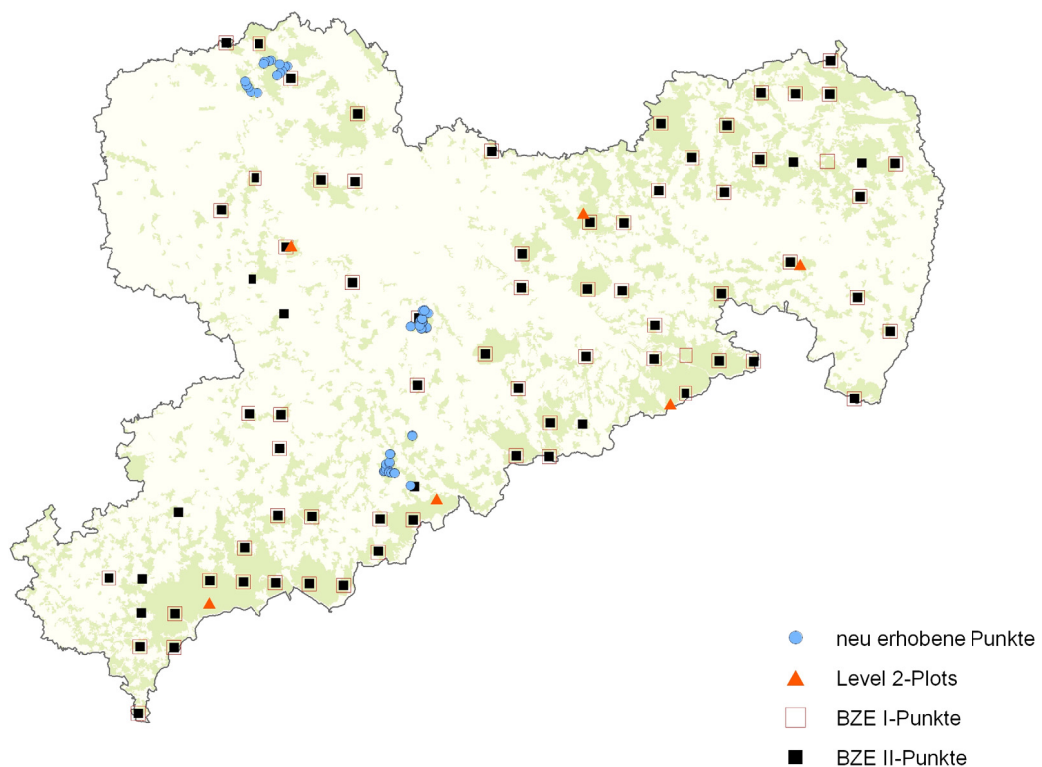 neu erhobene Punkte
Level 2-Plots
BZE I-Punkte
BZE II-Punkte